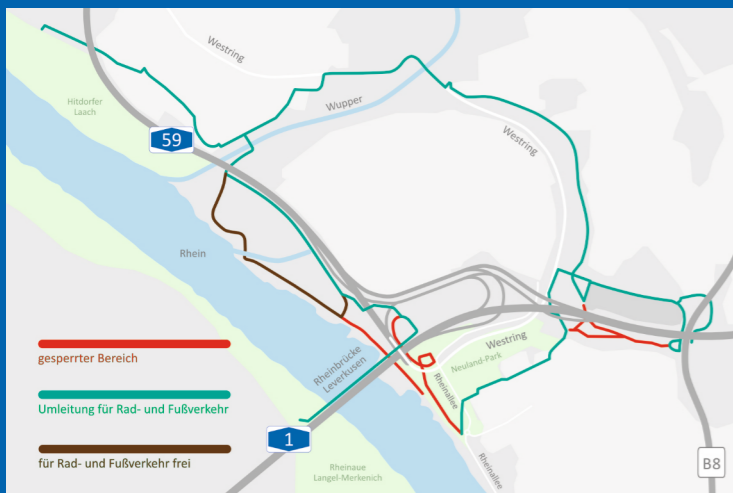 Westring
Hitdorfer
Laach
Wupper
59
Westring
Rhein
gesperrter Bereich
Umleitung für Rad- und Fußverkehr
für Rad- und Fußverkehr frei
Rheinbrücke
Leverkusen
Westring
Neuland-Park
Rheinallee
1
Rheinaue
Langel-Merkenich
Rheinallee
B8